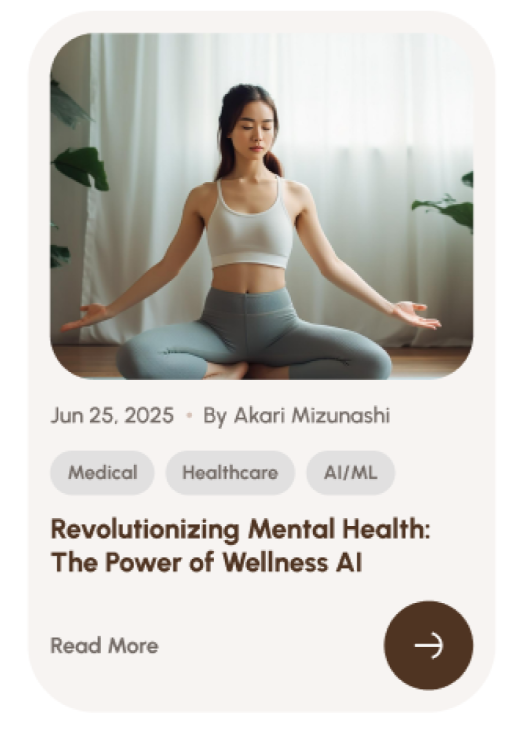 Jun 25, 2025 • By Akari Mizunashi
Medical Healthcare AI/ML
Revolutionizing Mental Health:
The Power of Wellness AI
Read More